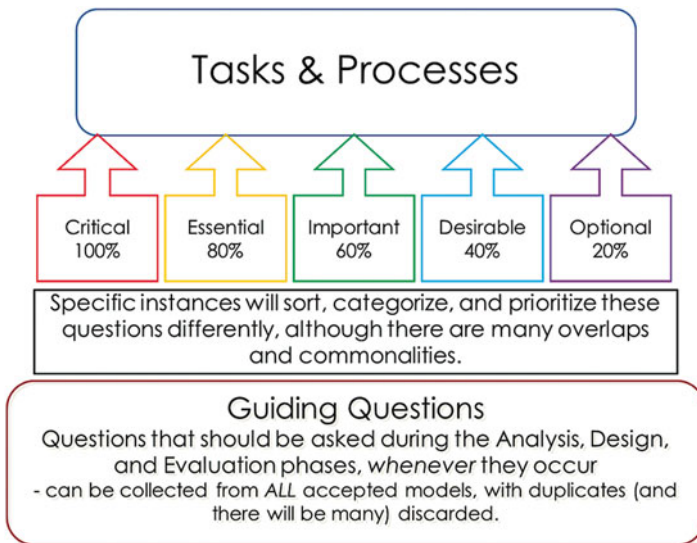 Tasks & Processes
Critical
100%
Essential
80%
Important
60%
Desirable
40%
Optional
20%
Specific instances will sort, categorize, and prioritize these
questions differently, although there are many overlaps
and commonalities.
Guiding Questions
Questions that should be asked during the Analysis, Design,
and Evaluation phases, whenever they occur
- can be collected from ALL accepted models, with duplicates (and
there will be many) discarded.